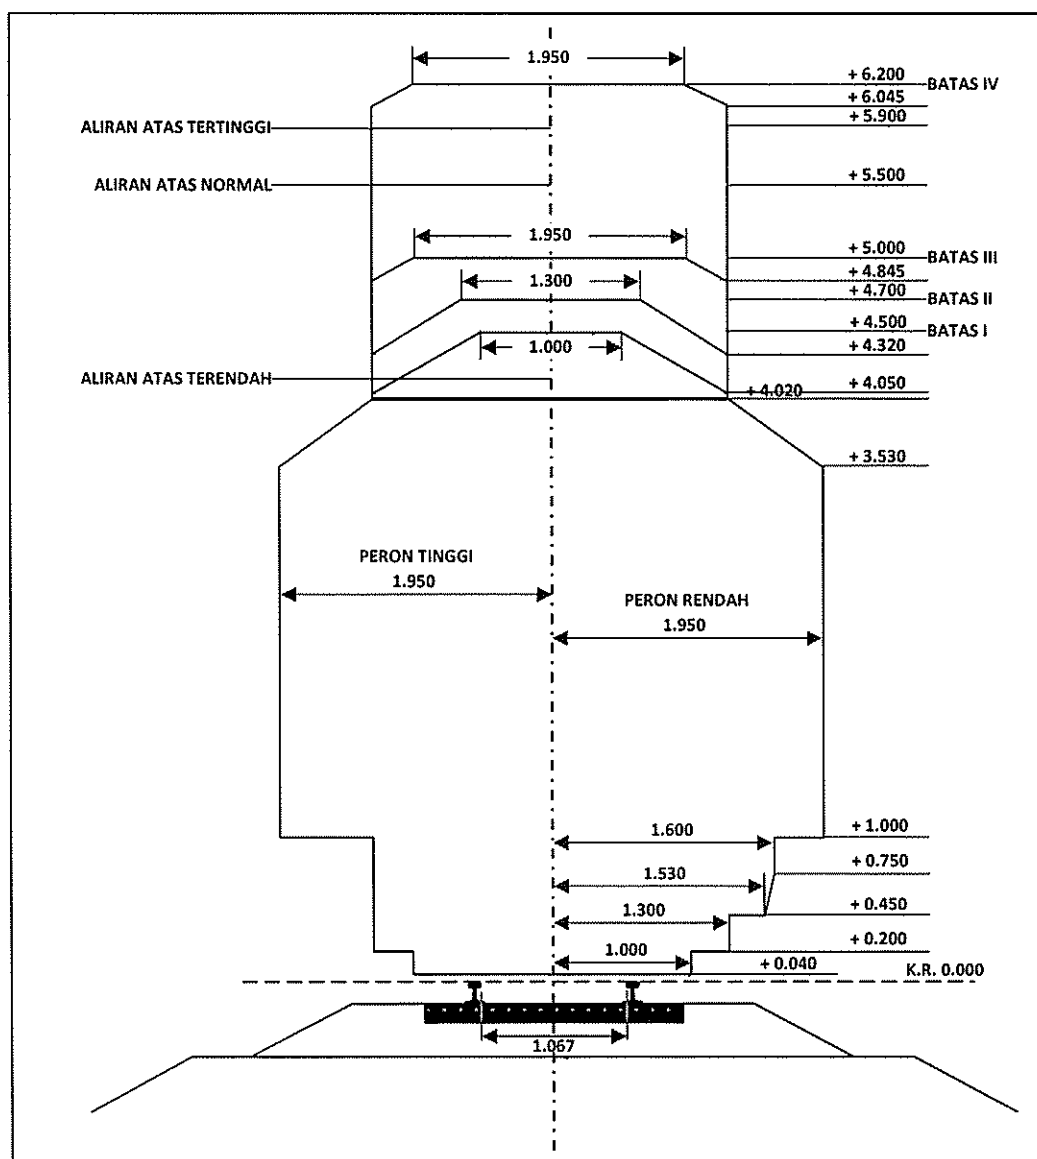 1.950
+ 6.200 BATAS IV
+ 6.045
+ 5.900
ALIRAN ATAS TERTINGGI
ALIRAN ATAS NORMAL
+ 5.500
1.950
+ 5.000 BATAS III
+ 4.845
1.300
+ 4.700 BATAS II
+ 4.500 BATAS I
1.000
+ 4.320
ALIRAN ATAS TERENDAH
+ 4.050
+ 4.020
+ 3.530
PERON TINGGI
1.950
PERON RENDAH
1.950
1.600
+ 1.000
+ 0.750
1.530
+ 0.450
1.300
+ 0.200
1.000
+ 0.040
K.R. 0.000
1.067